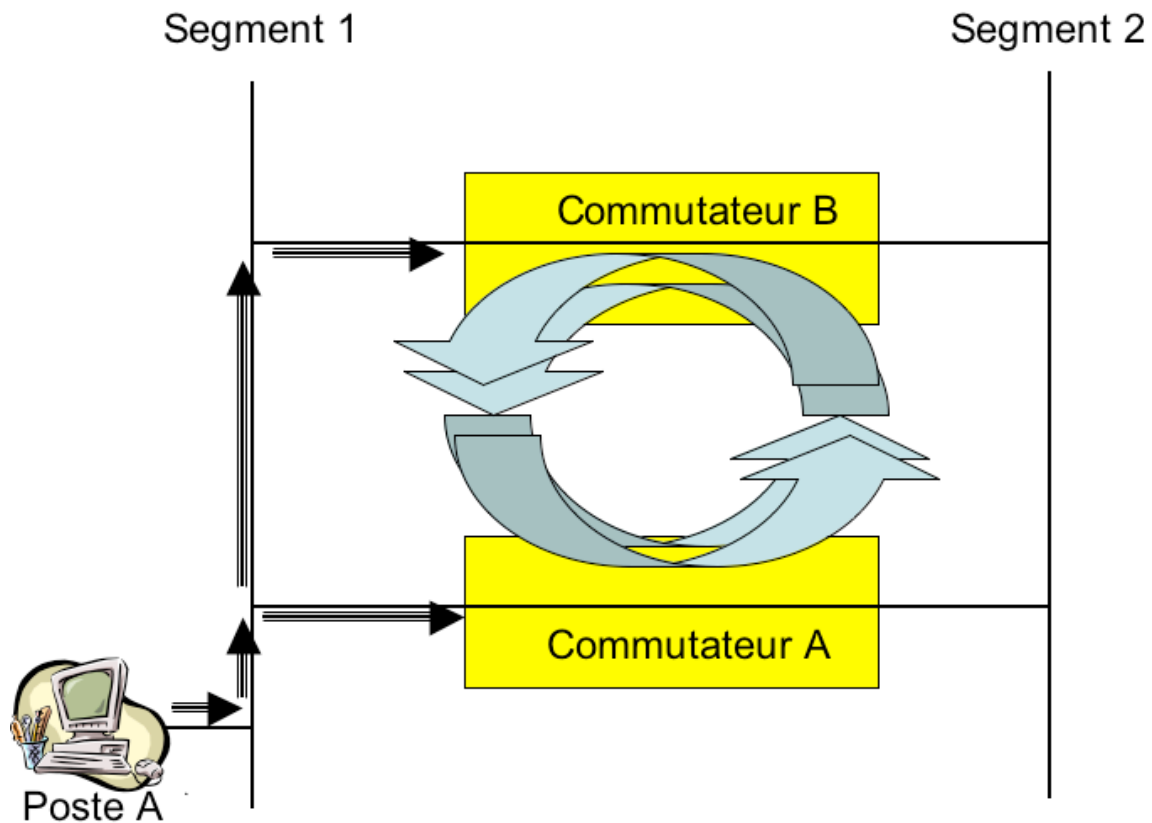 Segment 1
Segment 2
Commutateur B
Commutateur A
Poste A